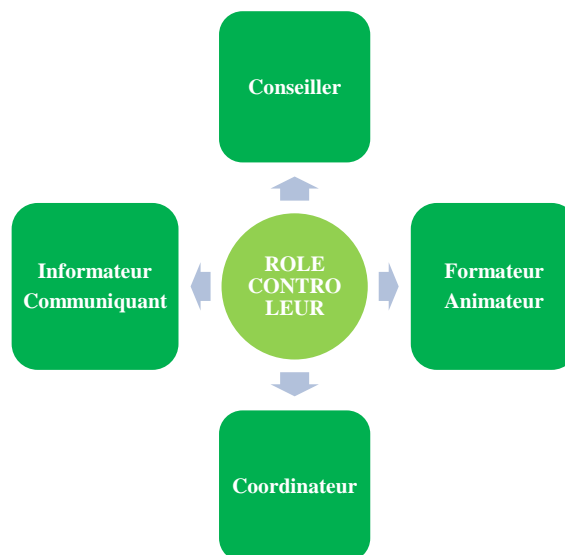 Conseiller
Informateur
Communiquant
ROLE
CONTRO
LEUR
Formateur
Animateur
Coordinateur